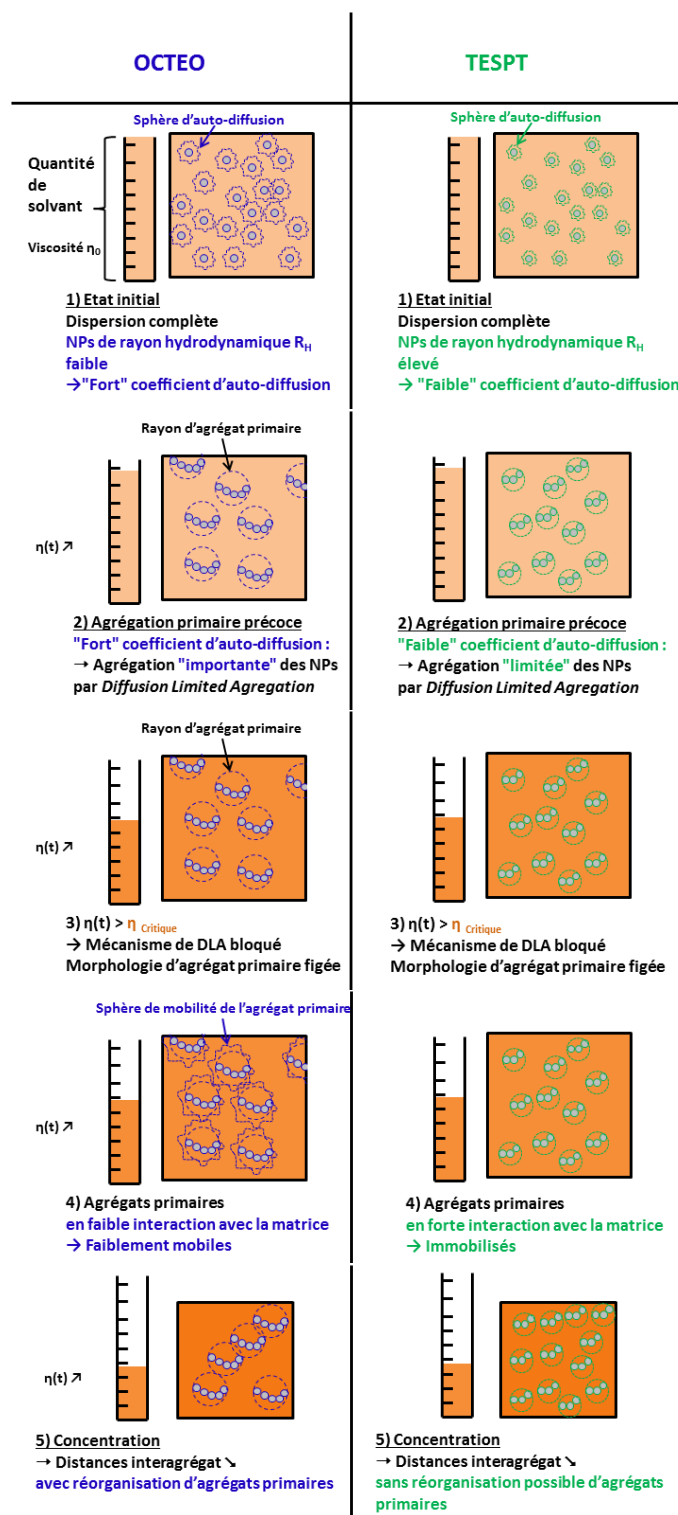 OCTEO
TESPT
Sphère d'auto-diffusion
Quantité
de
solvant
Viscosité η₀
1) Etat initial
Dispersion complète
NPs de rayon hydrodynamique R_H
faible
→"Fort" coefficient d'auto-diffusion
Sphère d'auto-diffusion
1) Etat initial
Dispersion complète
NPs de rayon hydrodynamique R_H
élevé
→ "Faible" coefficient d'auto-diffusion
Rayon d'agrégat primaire
η(t) ↗
2) Agrégation primaire précoce
"Fort" coefficient d'auto-diffusion :
→ Agrégation "importante" des NPs
par Diffusion Limited Agregation
2) Agrégation primaire précoce
"Faible" coefficient d'auto-diffusion :
→ Agrégation "limitée" des NPs
par Diffusion Limited Agregation
Rayon d'agrégat primaire
η(t) ↗
3) η(t) > η Critique
→ Mécanisme de DLA bloqué
Morphologie d'agrégat primaire figée
3) η(t) > η Critique
→ Mécanisme de DLA bloqué
Morphologie d'agrégat primaire figée
Sphère de mobilité de l'agrégat primaire
η(t) ↗
4) Agrégats primaires
en faible interaction avec la matrice
→ Faiblement mobiles
4) Agrégats primaires
en forte interaction avec la matrice
→ Immobilisés
η(t) ↗
5) Concentration
→ Distances interagrégat ↘
avec réorganisation d'agrégats primaires
5) Concentration
→ Distances interagrégat ↘
sans réorganisation possible d'agrégats
primaires